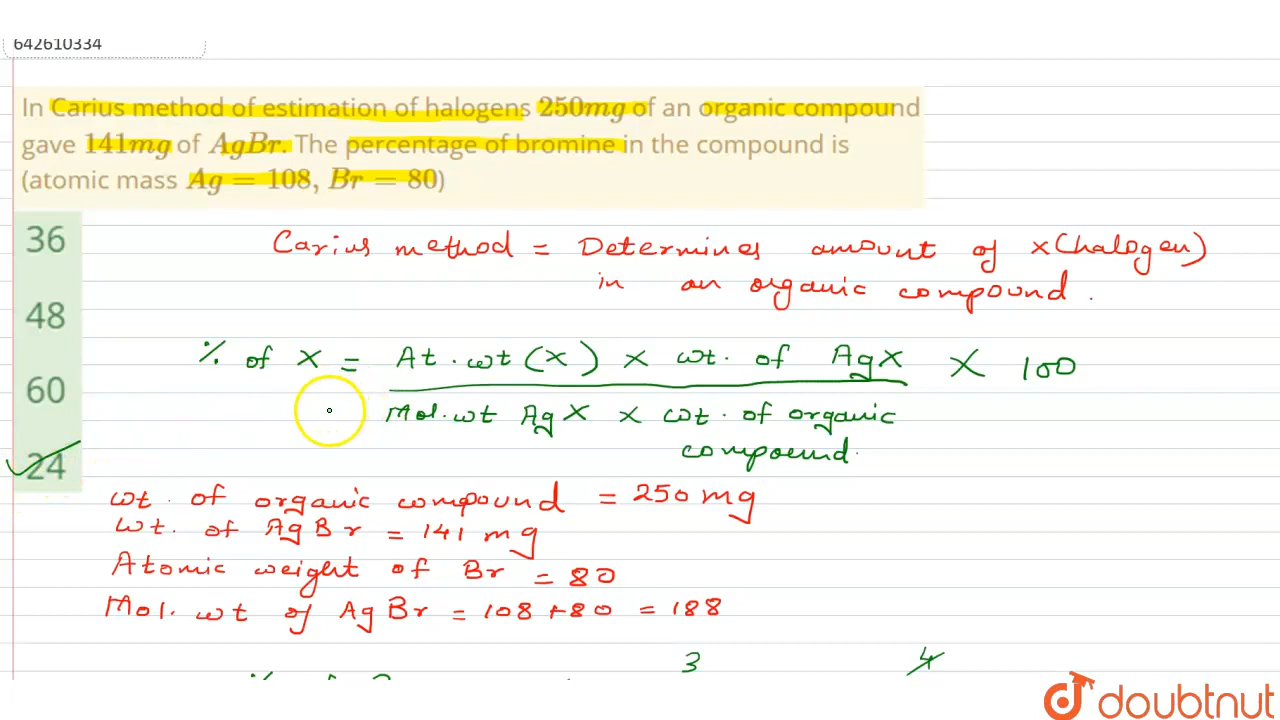 642610334
In Carius method of estimation of halogens 250mg of an organic compound
gave 141mg of AgBr. The percentage of bromine in the compound is
(atomic mass Ag = 108, Br = 80)
36
48
60
24
Carius method = Determines amount of x (halogen)
in an organic compound.
% of X = At. wt (X) × wt. of AgX × 100
Mol. wt AgX × wt. of organic
compound.
wt. of organic compound = 250 mg
wt. of AgBr = 141 mg
Atomic weight of Br = 80
Mol. wt of AgBr = 108 + 80 = 188
3 4
doubtnut